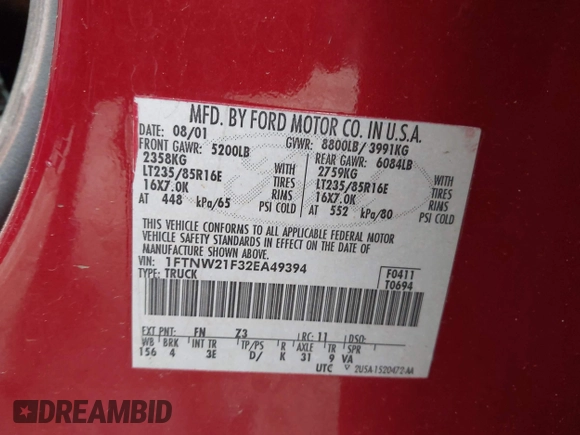 MFD. BY FORD MOTOR CO. IN U.S.A.
DATE: 08/01 GVWR: 8800LB/ 3991KG
FRONT GAWR: 5200LB REAR GAWR: 6084LB
2358KG WITH 2759KG WITH
LT235/85R16E TIRES LT235/85R16E TIRES
16X7.0K RIMS 16X7.0K RIMS
AT 448 kPa/65 PSI COLD AT 552 kPa/80 PSI COLD
THIS VEHICLE CONFORMS TO ALL APPLICABLE FEDERAL MOTOR
VEHICLE SAFETY STANDARDS IN EFFECT ON THE DATE OF
MANUFACTURE SHOWN ABOVE.
VIN: 1FTNW21F32EA49394 F0411
TYPE: TRUCK T0694
EXT PNT: FN Z3 RC: 11 DSO:
WB BRK INT TR TP/PS R AXLE TR SPR
156 4 3E D/ K 31 9 VA
UTC 2USA-1520472-AA
DREAMBID